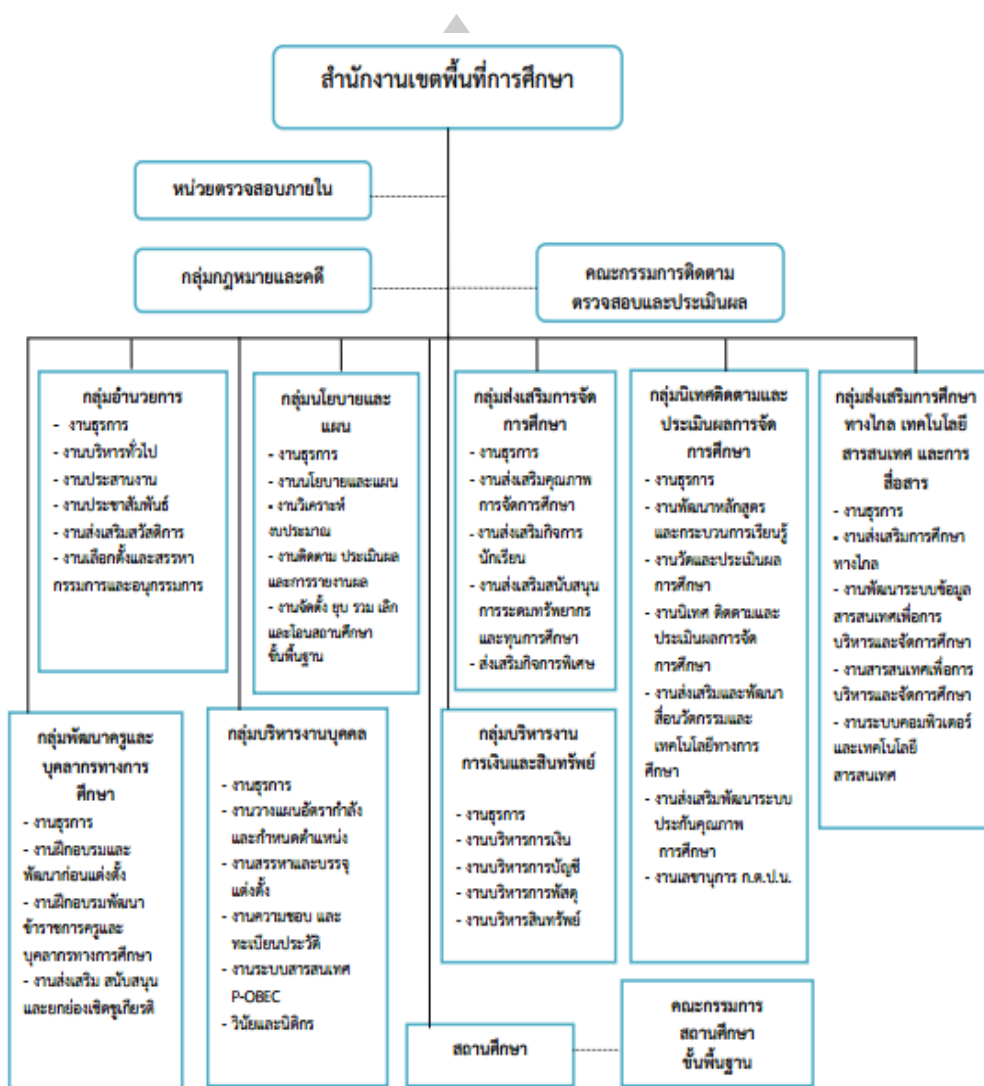 สำนักงานเขตพื้นที่การศึกษา
หน่วยตรวจสอบภายใน
กลุ่มกฎหมายและคดี
คณะกรรมการติดตาม
ตรวจสอบและประเมินผล
กลุ่มอำนวยการ
- งานธุรการ
- งานบริหารทั่วไป
- งานประสานงาน
- งานประชาสัมพันธ์
- งานส่งเสริมสวัสดิการ
- งานเลือกตั้งและสรรหา
กรรมการและอนุกรรมการ
กลุ่มนโยบายและ
แผน
- งานธุรการ
- งานนโยบายและแผน
- งานวิเคราะห์
งบประมาณ
- งานติดตาม ประเมินผล
และการรายงานผล
- งานจัดตั้ง ยุบ รวม เลิก
และโอนสถานศึกษา
ขั้นพื้นฐาน
กลุ่มส่งเสริมการจัด
การศึกษา
- งานธุรการ
- งานส่งเสริมคุณภาพ
การจัดการศึกษา
- งานส่งเสริมกิจการ
นักเรียน
- งานส่งเสริมสนับสนุน
การระดมทรัพยากร
และทุนการศึกษา
- ส่งเสริมกิจการพิเศษ
กลุ่มนิเทศติดตามและ
ประเมินผลการจัด
การศึกษา
- งานธุรการ
- งานพัฒนาหลักสูตร
และกระบวนการเรียนรู้
- งานวัดและประเมินผล
การศึกษา
- งานนิเทศ ติดตามและ
ประเมินผลการจัด
การศึกษา
- งานส่งเสริมและพัฒนา
สื่อนวัตกรรมและ
เทคโนโลยีทางการ
ศึกษา
- งานส่งเสริมพัฒนาระบบ
ประกันคุณภาพ
การศึกษา
- งานเลขานุการ ก.ต.ป.น.
กลุ่มส่งเสริมการศึกษา
ทางไกล เทคโนโลยี
สารสนเทศ และการ
สื่อสาร
- งานธุรการ
- งานส่งเสริมการศึกษา
ทางไกล
- งานพัฒนาระบบข้อมูล
สารสนเทศเพื่อการ
บริหารและจัดการศึกษา
- งานสารสนเทศเพื่อการ
บริหารและจัดการศึกษา
- งานระบบคอมพิวเตอร์
และเทคโนโลยี
สารสนเทศ
กลุ่มพัฒนาครูและ
บุคลากรทางการ
ศึกษา
- งานธุรการ
- งานฝึกอบรมและ
พัฒนาก่อนแต่งตั้ง
- งานฝึกอบรมพัฒนา
ข้าราชการครูและ
บุคลากรทางการศึกษา
- งานส่งเสริม สนับสนุน
และยกย่องเชิดชูเกียรติ
กลุ่มบริหารงานบุคคล
- งานธุรการ
- งานวางแผนอัตรากำลัง
และกำหนดตำแหน่ง
- งานสรรหาและบรรจุ
แต่งตั้ง
- งานความชอบ และ
ทะเบียนประวัติ
- งานระบบสารสนเทศ
P-OBEC
- วินัยและนิติกร
กลุ่มบริหารงาน
การเงินและสินทรัพย์
- งานธุรการ
- งานบริหารการเงิน
- งานบริหารการบัญชี
- งานบริหารการพัสดุ
- งานบริหารสินทรัพย์
สถานศึกษา
คณะกรรมการ
สถานศึกษา
ขั้นพื้นฐาน